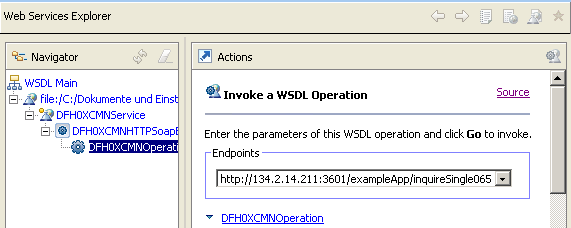 Web Services Explorer
Navigator
WSDL Main
file:/C:/Dokumente und Einst
DFH0XCMNService
DFH0XCMNHTTPSoapB
DFH0XCMNOperati
Actions
Invoke a WSDL Operation
Source
Enter the parameters of this WSDL operation and click Go to invoke.
Endpoints
http://134.2.14.211:3601/exampleApp/inquireSingle065
DFH0XCMNOperation